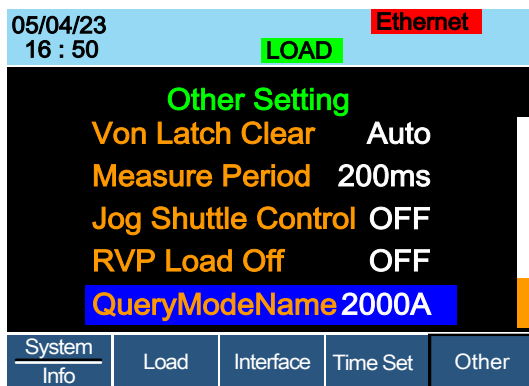 05/04/23
Ethernet
16 : 50
LOAD
Other Setting
Von Latch Clear Auto
Measure Period 200ms
Jog Shuttle Control OFF
RVP Load Off OFF
QueryModeName 2000A
System
Info
Load
Interface
Time Set
Other